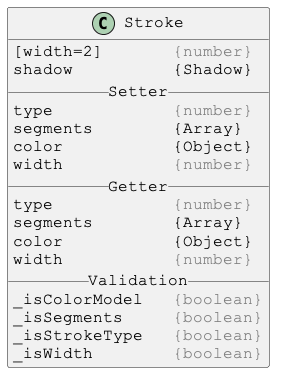 C Stroke
[width=2] {number}
shadow {Shadow}
Setter
type {number}
segments {Array}
color {Object}
width {number}
Getter
type {number}
segments {Array}
color {Object}
width {number}
Validation
_isColorModel {boolean}
_isSegments {boolean}
_isStrokeType {boolean}
_isWidth {boolean}